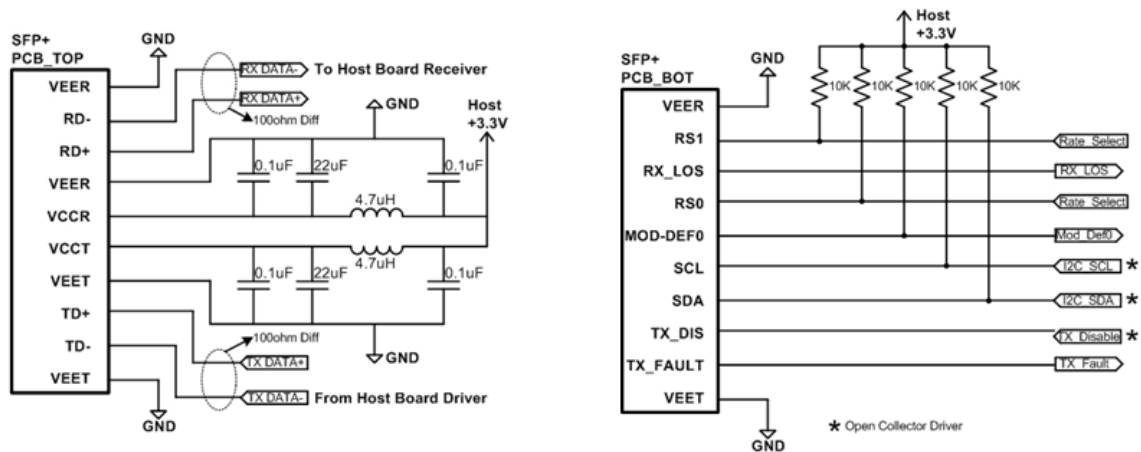 SFP+
PCB_TOP
GND
VEER
RD-
RD+
VEER
VCCR
VCCT
VEET
TD+
TD-
VEET
RX DATA-
To Host Board Receiver
RX DATA+
100ohm Diff
GND
Host
+3.3V
0.1uF
22uF
0.1uF
4.7uH
4.7uH
0.1uF
22uF
0.1uF
100ohm Diff
GND
TX DATA+
TX DATA-
From Host Board Driver
GND
SFP+
PCB_BOT
GND
Host
+3.3V
10K
10K
10K
10K
10K
VEER
RS1
RX_LOS
RS0
MOD-DEF0
SCL
SDA
TX_DIS
TX_FAULT
VEET
Rate_Select
RX_LOS
Rate_Select
Mod_Def0
I2C_SCL *
I2C_SDA *
TX_Disable *
TX_Fault
GND
* Open Collector Driver